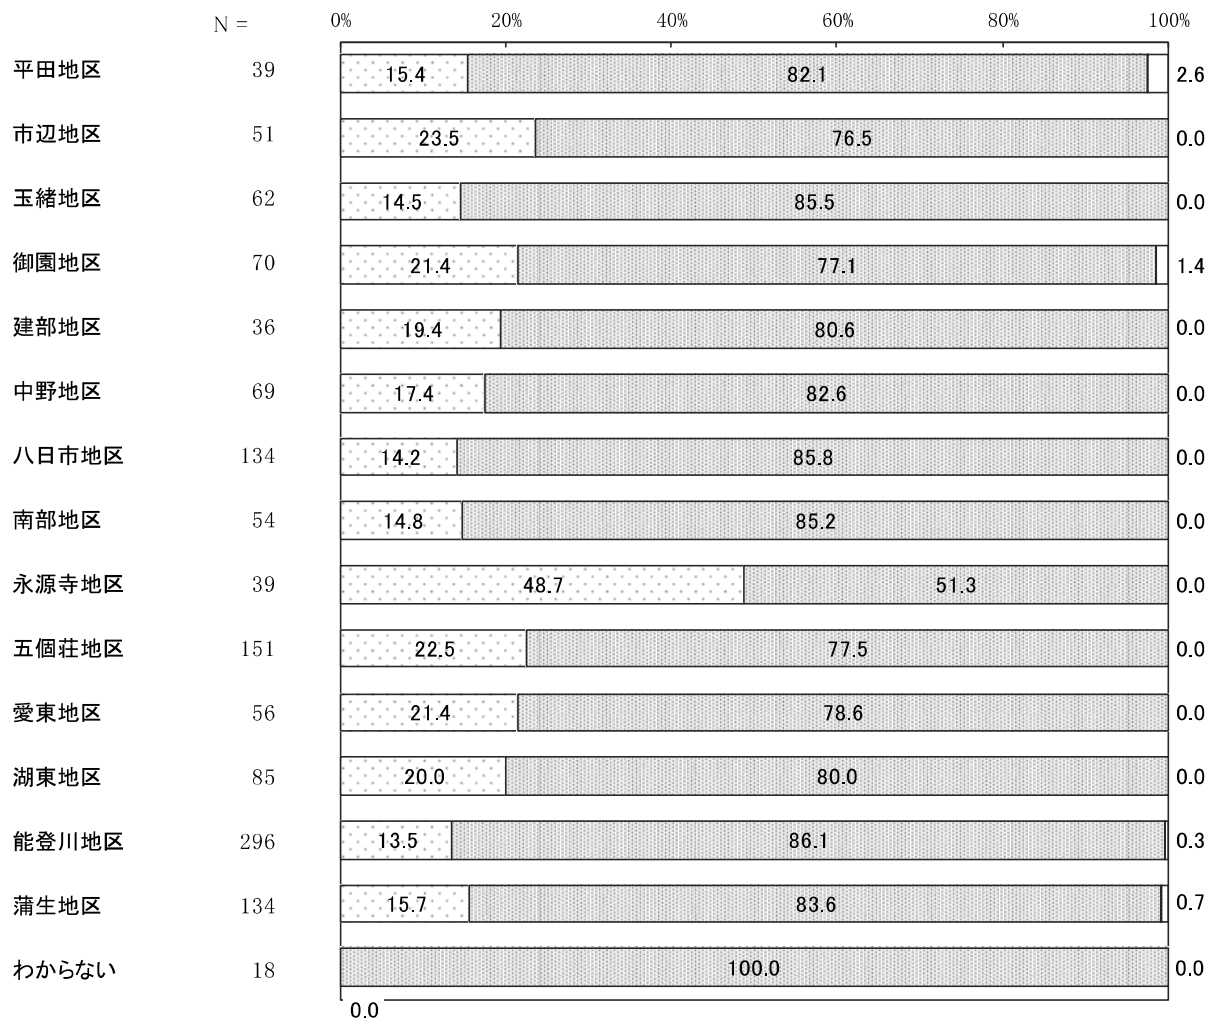 N = 0% 20% 40% 60% 80% 100%
平田地区 39 15.4 82.1 2.6
市辺地区 51 23.5 76.5 0.0
玉緒地区 62 14.5 85.5 0.0
御園地区 70 21.4 77.1 1.4
建部地区 36 19.4 80.6 0.0
中野地区 69 17.4 82.6 0.0
八日市地区 134 14.2 85.8 0.0
南部地区 54 14.8 85.2 0.0
永源寺地区 39 48.7 51.3 0.0
五個荘地区 151 22.5 77.5 0.0
愛東地区 56 21.4 78.6 0.0
湖東地区 85 20.0 80.0 0.0
能登川地区 296 13.5 86.1 0.3
蒲生地区 134 15.7 83.6 0.7
わからない 18 100.0 0.0
0.0